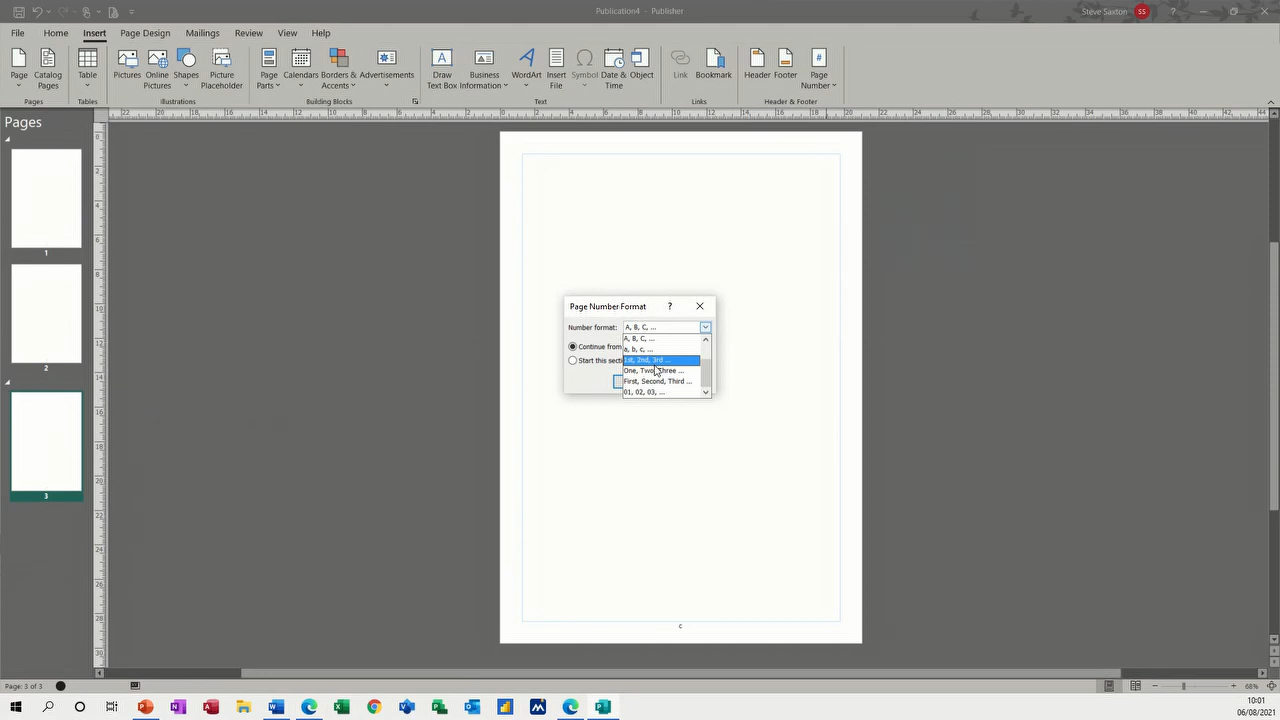 Publication4 - Publisher
Steve Saxton SS ?
File Home Insert Page Design Mailings Review View Help
Page Catalog Pages Table Pictures Online Pictures Shapes Picture Placeholder Page Parts Calendars Borders & Accents Advertisements Draw Text Box Business Information WordArt Insert File Symbol Date & Time Object Link Bookmark Header Footer Page Number
Pages Tables Illustrations Building Blocks Text Links Header & Footer
Pages
1
2
3
Page Number Format ?
Number format: A, B, C, ...
A, B, C, ...
a, b, c, ...
Continue from
1st, 2nd, 3rd ...
Start this sect
One, Two, Three ...
First, Second, Third ...
01, 02, 03, ...
c
Page: 3 of 3
68%
10:01
06/08/2021